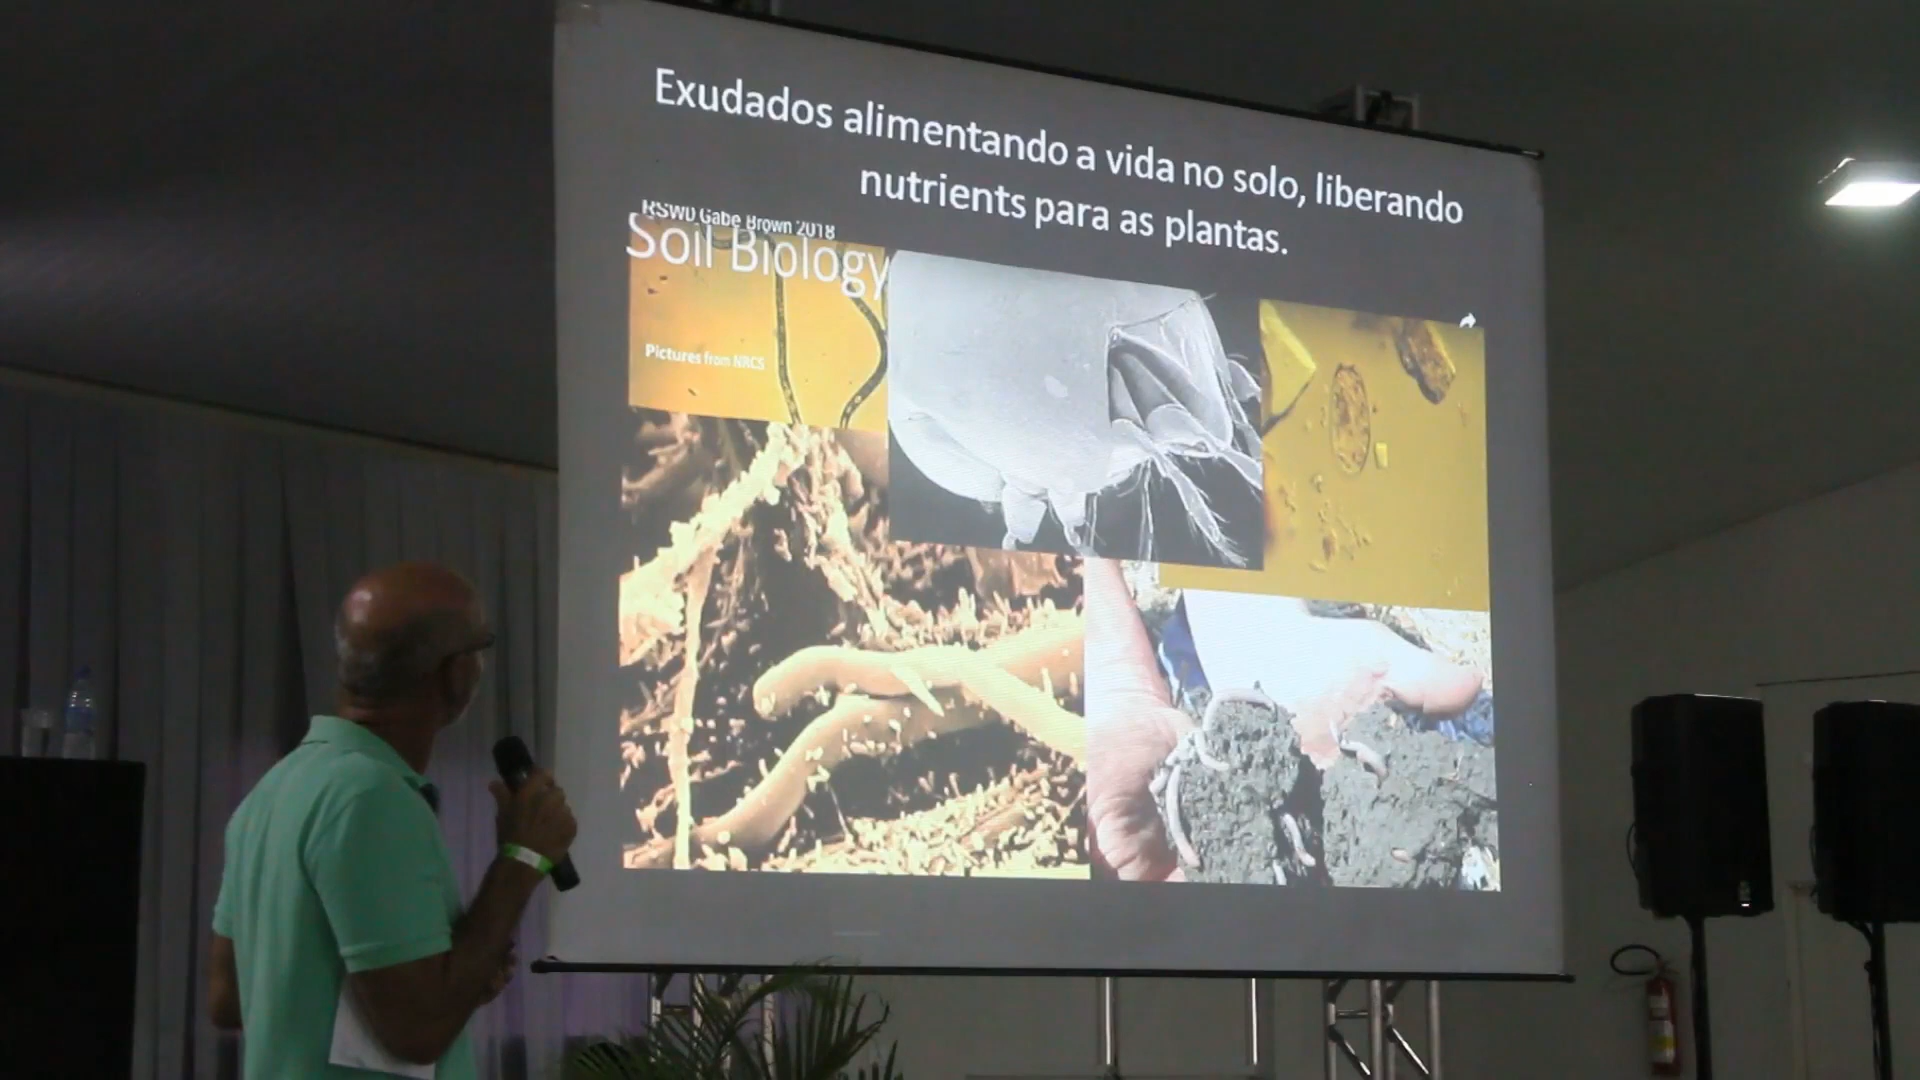 Exudados alimentando a vida no solo, liberando
nutrients para as plantas.
RSWD Gabe Brown 2018
Soil Biology
Pictures from NRCS